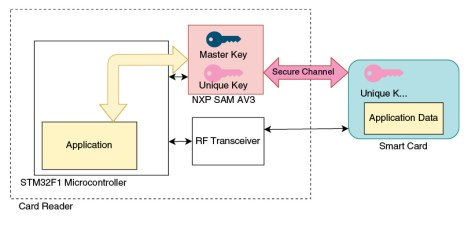 Master Key
Unique Key
NXP SAM AV3
Secure Channel
Unique K...
Application Data
Smart Card
Application
RF Transceiver
STM32F1 Microcontroller
Card Reader